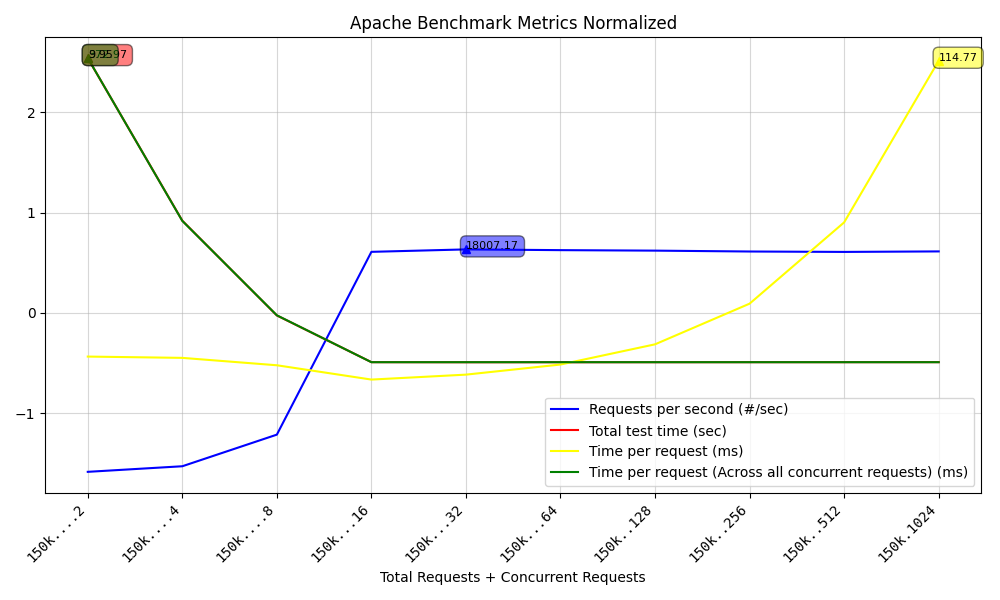 Apache Benchmark Metrics Normalized
114.77
18007.17
2
1
0
−1
Requests per second (#/sec)
Total test time (sec)
Time per request (ms)
Time per request (Across all concurrent requests) (ms)
150k....2
150k....4
150k....8
150k...16
150k...32
150k...64
150k..128
150k..256
150k..512
150k.1024
Total Requests + Concurrent Requests